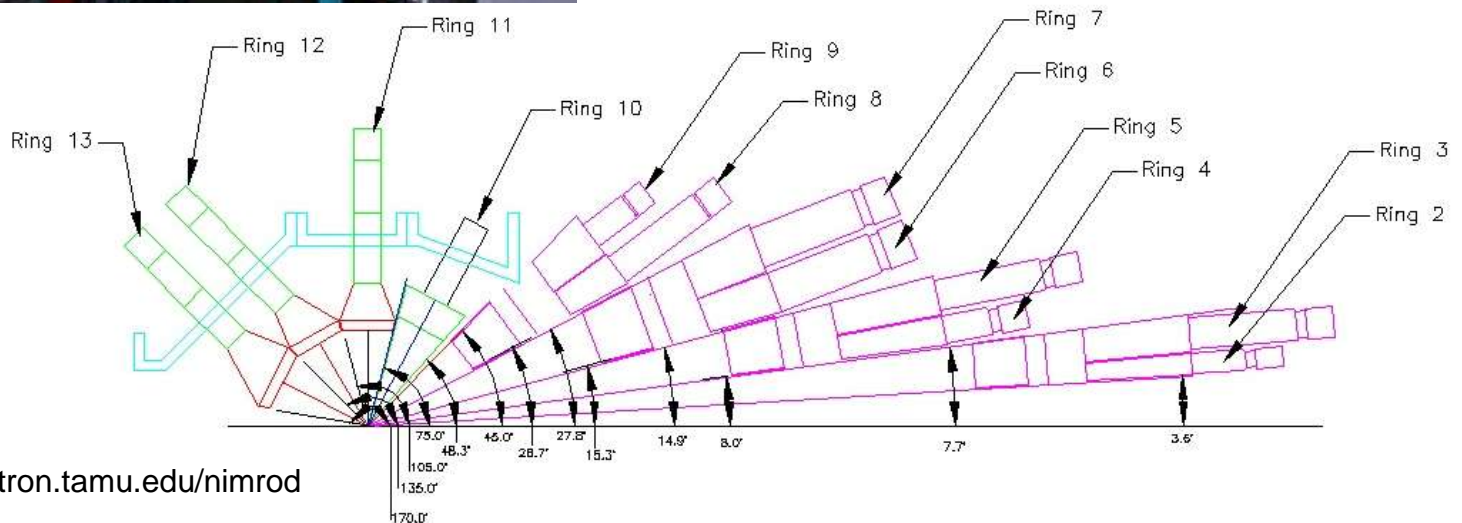 Ring 7
Ring 11
Ring 12
Ring 9
Ring 6
Ring 8
Ring 10
Ring 5
Ring 13
Ring 3
Ring 4
Ring 2
75.0°
48.3°
45.0°
28.7°
27.8°
15.3°
14.9°
8.0°
7.7°
3.6°
105.0°
135.0°
170.0°
tron.tamu.edu/nimrod